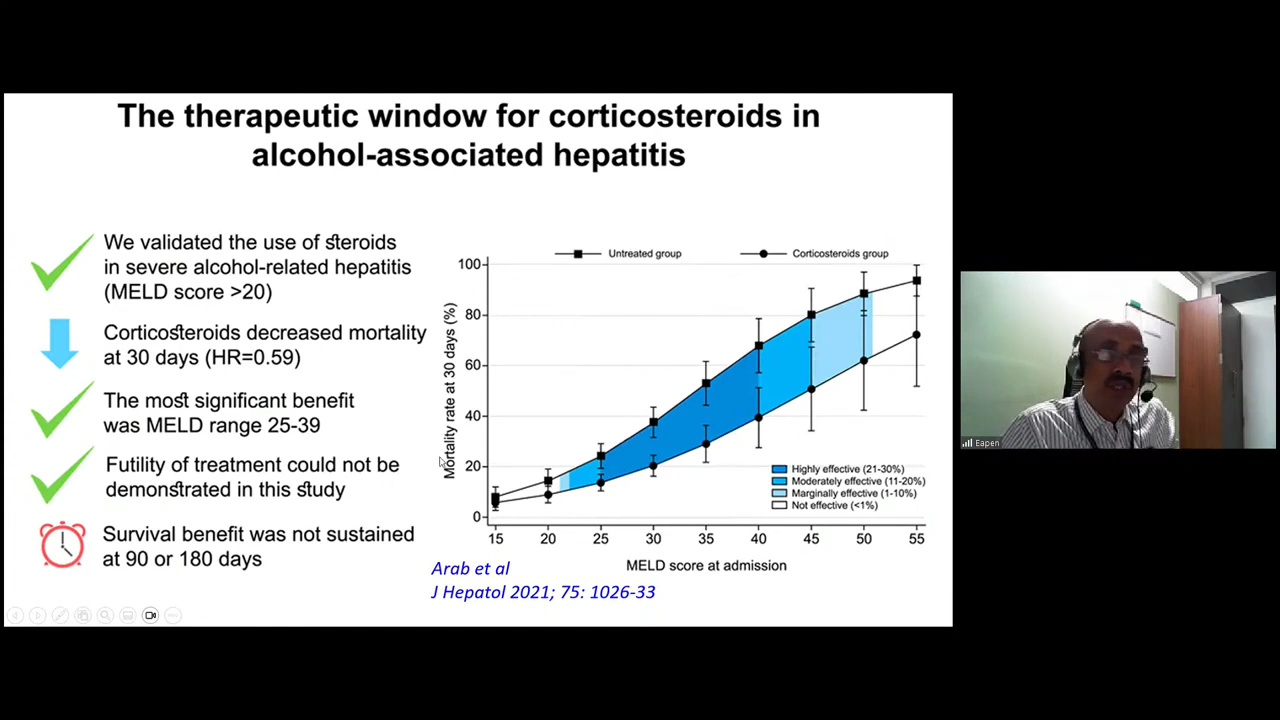 The therapeutic window for corticosteroids in
alcohol-associated hepatitis
We validated the use of steroids
in severe alcohol-related hepatitis
(MELD score >20)
Corticosteroids decreased mortality
at 30 days (HR=0.59)
The most significant benefit
was MELD range 25-39
Futility of treatment could not be
demonstrated in this study
Survival benefit was not sustained
at 90 or 180 days
Untreated group
Corticosteroids group
Mortality rate at 30 days (%)
100
80
60
40
20
0
Highly effective (21-30%)
Moderately effective (11-20%)
Marginally effective (1-10%)
Not effective (<1%)
15 20 25 30 35 40 45 50 55
MELD score at admission
Arab et al
J Hepatol 2021; 75: 1026-33
Eapen